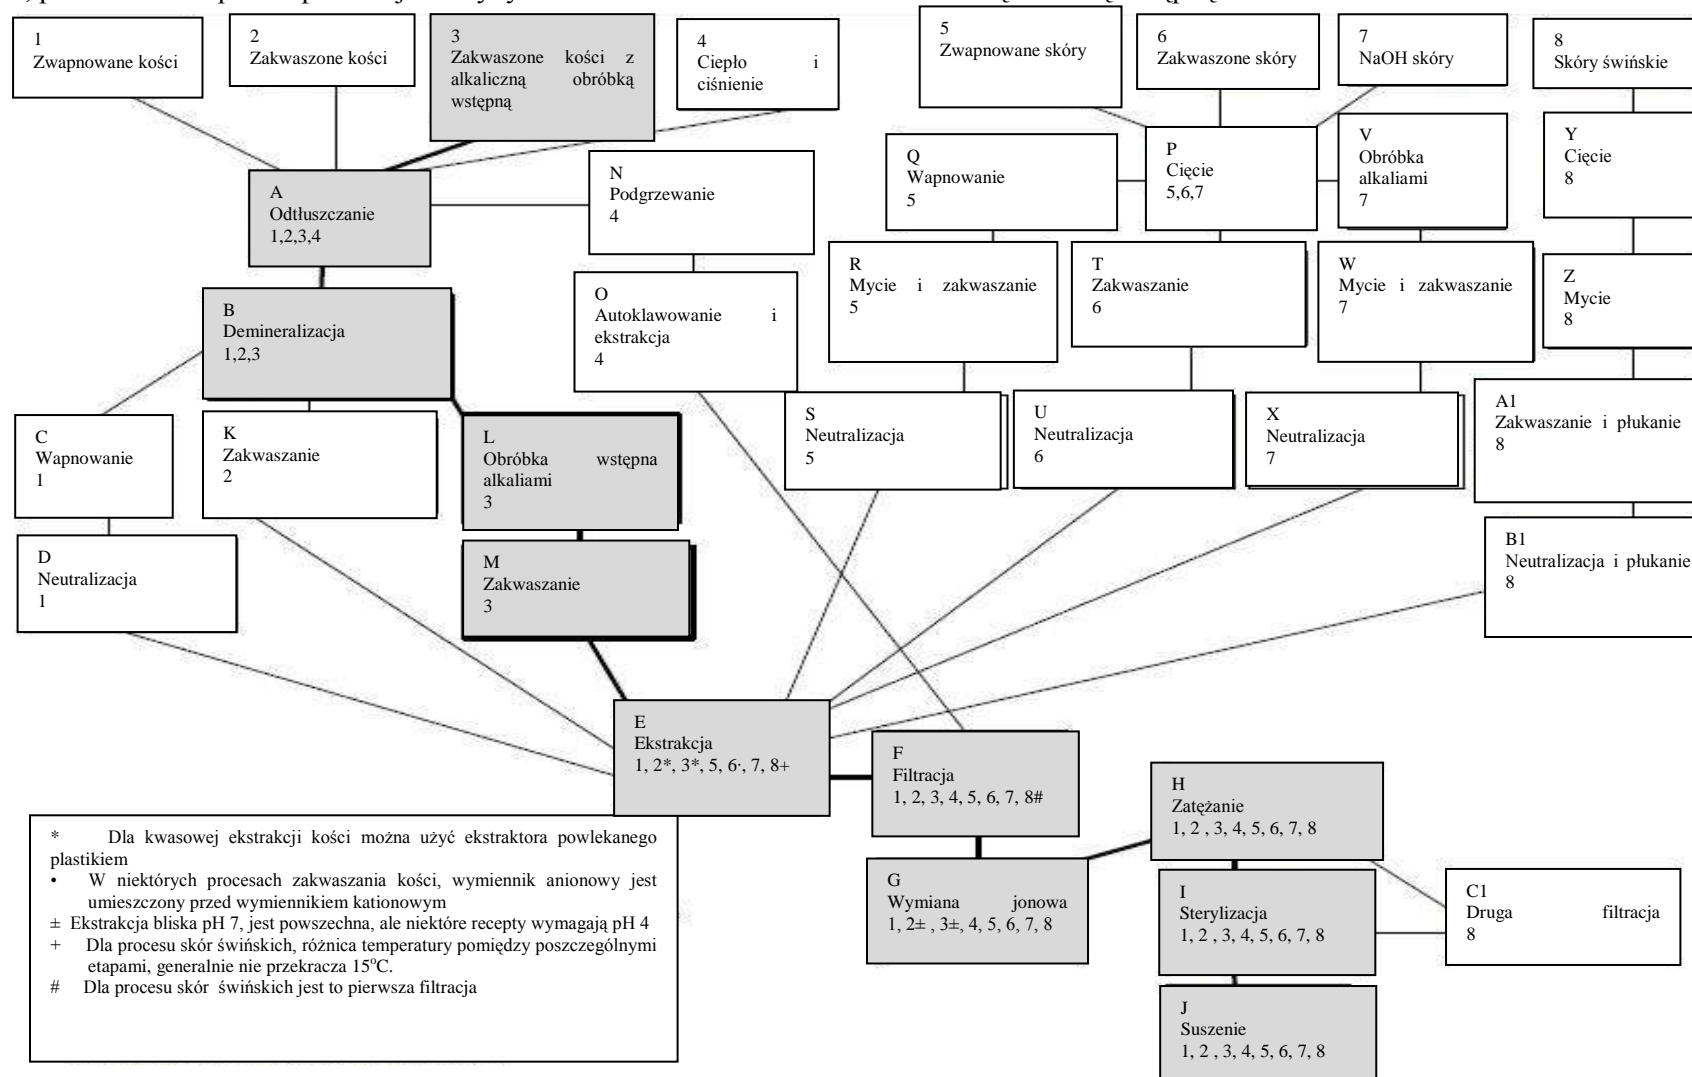 1
Zwapnowane kości
2
Zakwaszone kości
3
Zakwaszone kości z
alkaliczną obróbką
wstępną
4
Ciepło i
ciśnienie
5
Zwapnowane skóry
6
Zakwaszone skóry
7
NaOH skóry
8
Skóry świńskie
A
Odtłuszczanie
1,2,3,4
N
Podgrzewanie
4
Q
Wapnowanie
5
P
Cięcie
5,6,7
V
Obróbka
alkaliami
7
Y
Cięcie
8
B
Demineralizacja
1,2,3
O
Autoklawowanie i
ekstrakcja
4
R
Mycie i zakwaszanie
5
T
Zakwaszanie
6
W
Mycie i zakwaszanie
7
Z
Mycie
8
C
Wapnowanie
1
K
Zakwaszanie
2
L
Obróbka wstępna
alkaliami
3
S
Neutralizacja
5
U
Neutralizacja
6
X
Neutralizacja
7
A1
Zakwaszanie i płukanie
8
D
Neutralizacja
1
M
Zakwaszanie
3
B1
Neutralizacja i płukanie
8
E
Ekstrakcja
1, 2*, 3*, 5, 6·, 7, 8+
F
Filtracja
1, 2, 3, 4, 5, 6, 7, 8#
H
Zatężanie
1, 2 , 3, 4, 5, 6, 7, 8
G
Wymiana jonowa
1, 2± , 3±, 4, 5, 6, 7, 8
I
Sterylizacja
1, 2 , 3, 4, 5, 6, 7, 8
C1
Druga filtracja
8
J
Suszenie
1, 2 , 3, 4, 5, 6, 7, 8
* Dla kwasowej ekstrakcji kości można użyć ekstraktora powlekanego
plastikiem
• W niektórych procesach zakwaszania kości, wymiennik anionowy jest
umieszczony przed wymiennikiem kationowym
± Ekstrakcja bliska pH 7, jest powszechna, ale niektóre recepty wymagają pH 4
+ Dla procesu skór świńskich, różnica temperatury pomiędzy poszczególnymi
etapami, generalnie nie przekracza 15°C.
# Dla procesu skór świńskich jest to pierwsza filtracja